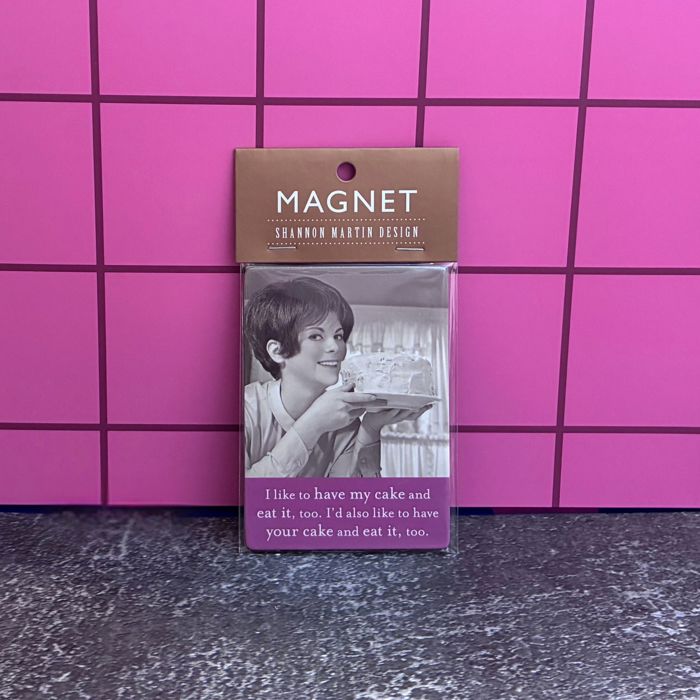 MAGNET
SHANNON MARTIN DESIGN
I like to have my cake and
eat it, too. I'd also like to have
your cake and eat it, too.